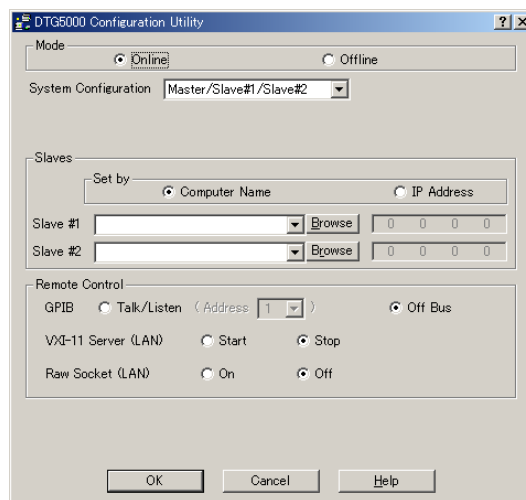 DTG5000 Configuration Utility
Mode
Online Offline
System Configuration Master/Slave#1/Slave#2
Slaves
Set by
Computer Name IP Address
Slave #1 Browse 0 0 0 0
Slave #2 Browse 0 0 0 0
Remote Control
GPIB Talk/Listen (Address 1 ) Off Bus
VXI-11 Server (LAN) Start Stop
Raw Socket (LAN) On Off
OK Cancel Help